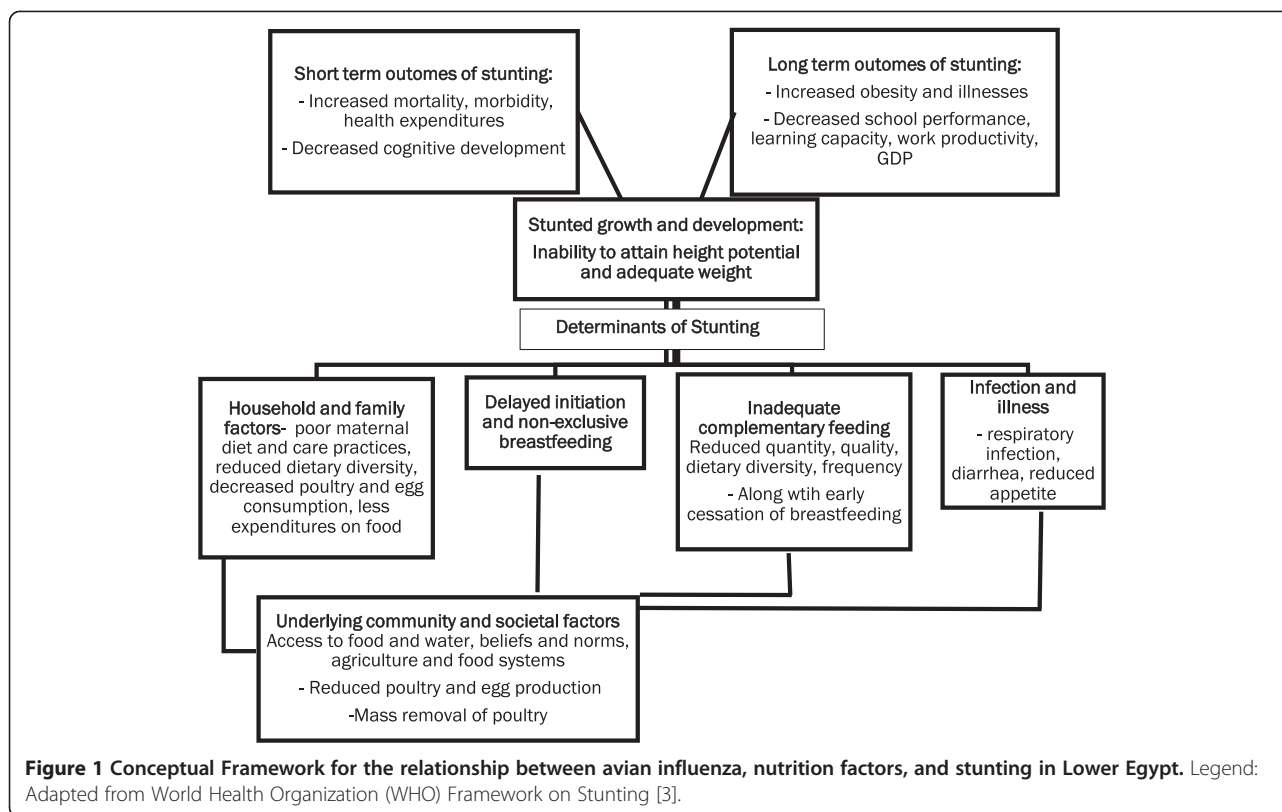 Short term outcomes of stunting:
- Increased mortality, morbidity,
health expenditures
- Decreased cognitive development
Long term outcomes of stunting:
- Increased obesity and illnesses
- Decreased school performance,
learning capacity, work productivity,
GDP
Stunted growth and development:
Inability to attain height potential
and adequate weight
Determinants of Stunting
Household and family
factors- poor maternal
diet and care practices,
reduced dietary diversity,
decreased poultry and egg
consumption, less
expenditures on food
Delayed initiation
and non-exclusive
breastfeeding
Inadequate
complementary feeding
Reduced quantity, quality,
dietary diversity, frequency
- Along wtih early
cessation of breastfeeding
Infection and
illness
- respiratory
infection,
diarrhea, reduced
appetite
Underlying community and societal factors
Access to food and water, beliefs and norms,
agriculture and food systems
- Reduced poultry and egg production
-Mass removal of poultry
Figure 1 Conceptual Framework for the relationship between avian influenza, nutrition factors, and stunting in Lower Egypt. Legend:
Adapted from World Health Organization (WHO) Framework on Stunting [3].